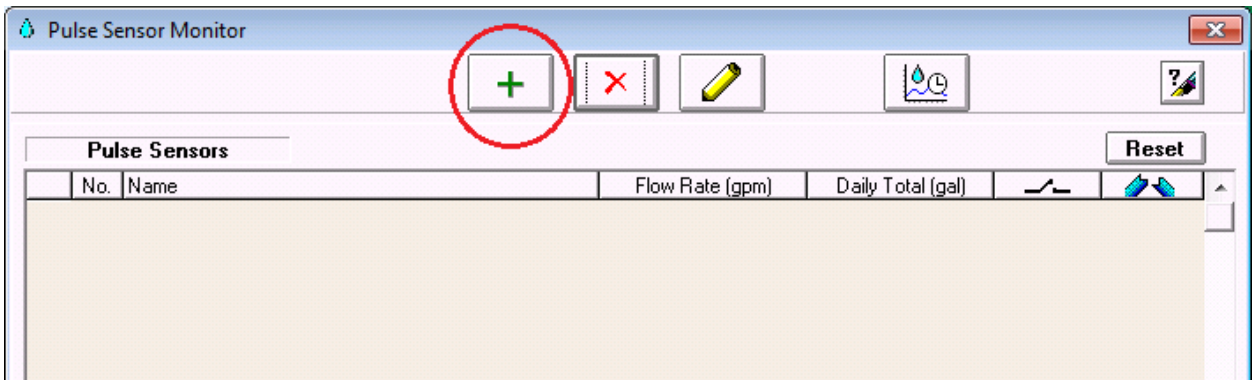 Pulse Sensor Monitor
?
Pulse Sensors
Reset
No. Name Flow Rate (gpm) Daily Total (gal)